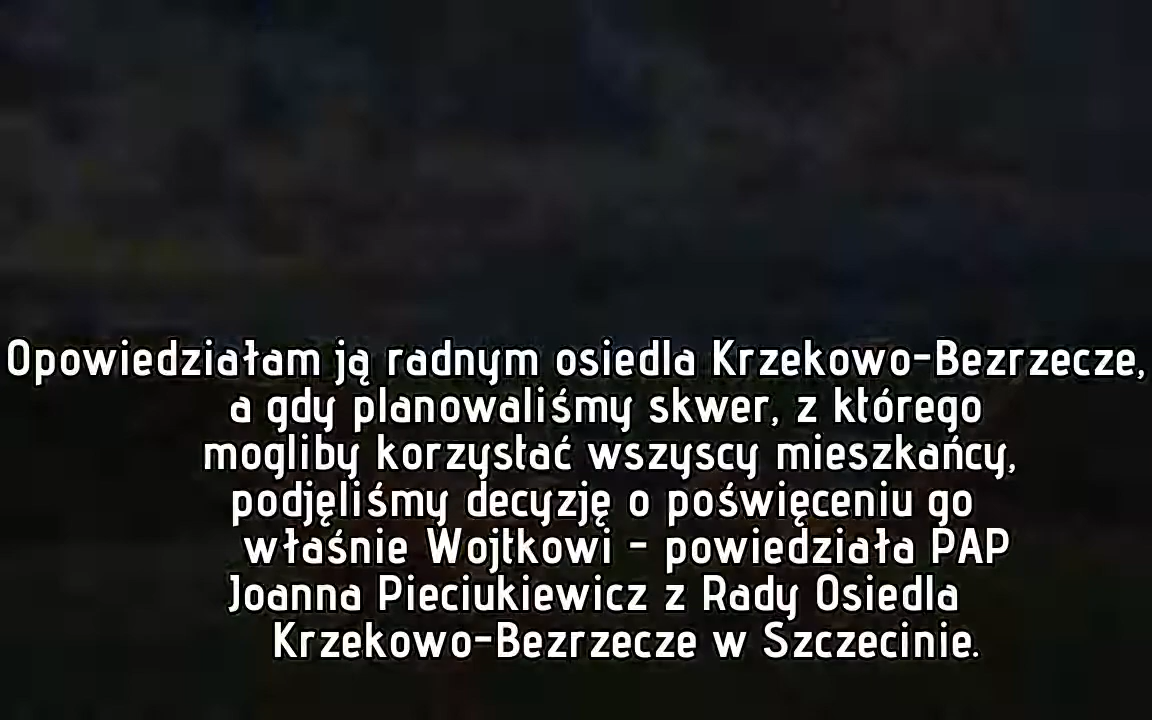 Opowiedziałam ją radnym osiedla Krzekowo-Bezrzecze,
a gdy planowaliśmy skwer, z którego
mogliby korzystać wszyscy mieszkańcy,
podjęliśmy decyzję o poświęceniu go
właśnie Wojtkowi - powiedziała PAP
Joanna Pieciukiewicz z Rady Osiedla
Krzekowo-Bezrzecze w Szczecinie.